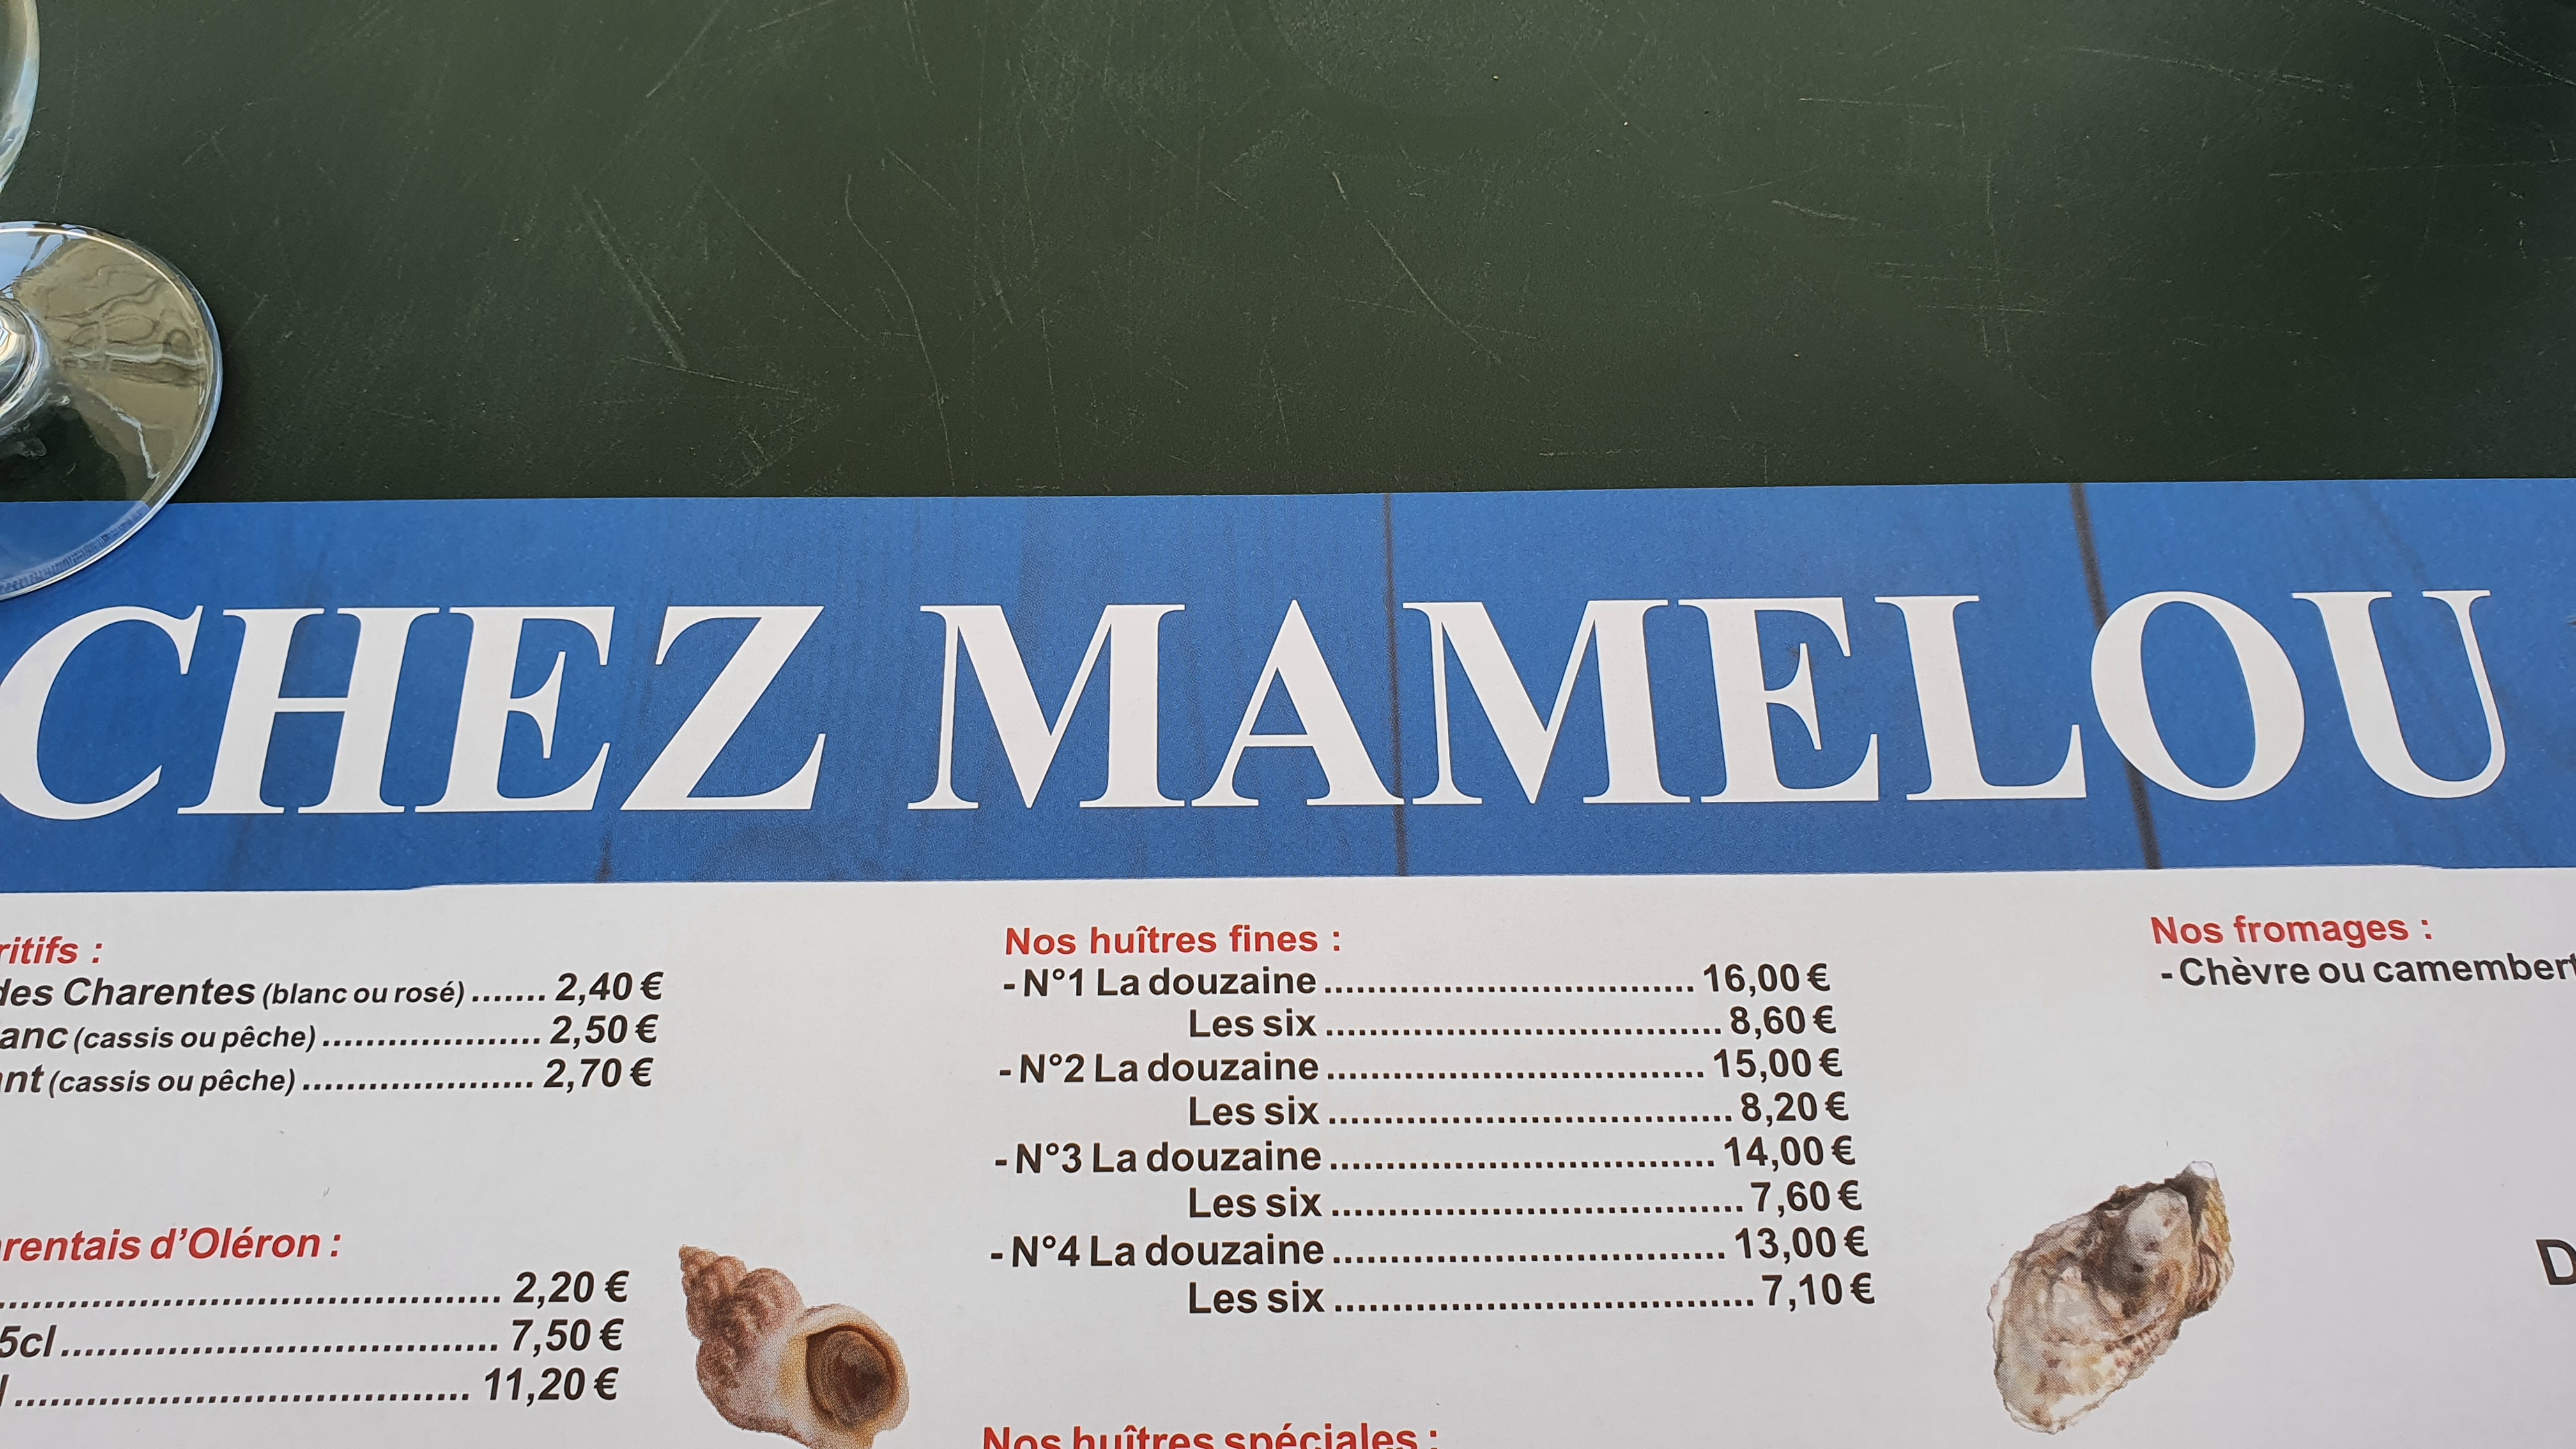 CHEZ MAMELOU
ritifs :
des Charentes (blanc ou rosé) ....... 2,40 €
anc (cassis ou pêche) .................... 2,50 €
ant (cassis ou pêche) ..................... 2,70 €
rentais d'Oléron :
.............................................. 2,20 €
5cl ........................................ 7,50 €
l ...................................... 11,20 €
Nos huîtres fines :
- N°1 La douzaine .................................. 16,00 €
Les six .................................... 8,60 €
- N°2 La douzaine .................................. 15,00 €
Les six .................................... 8,20 €
- N°3 La douzaine .................................. 14,00 €
Les six .................................... 7,60 €
- N°4 La douzaine .................................. 13,00 €
Les six .................................... 7,10 €
Nos huîtres spéciales :
Nos fromages :
- Chèvre ou camembert
D